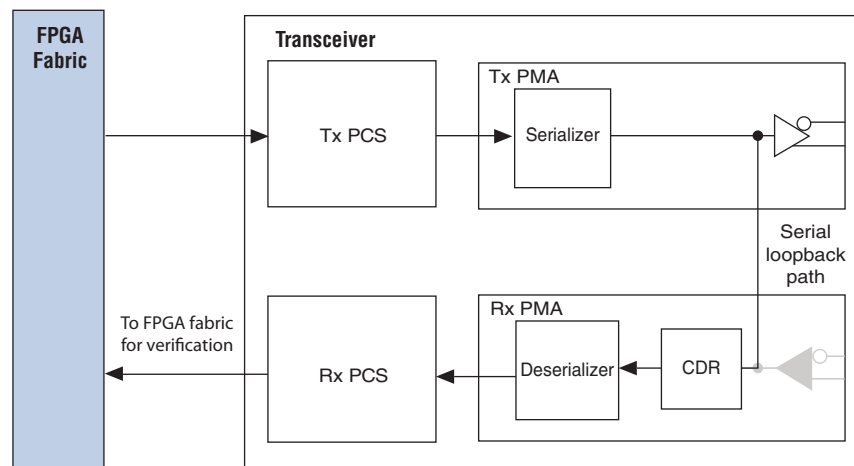 FPGA
Fabric
Transceiver
Tx PCS
Tx PMA
Serializer
Serial
loopback
path
To FPGA fabric
for verification
Rx PCS
Rx PMA
Deserializer
CDR